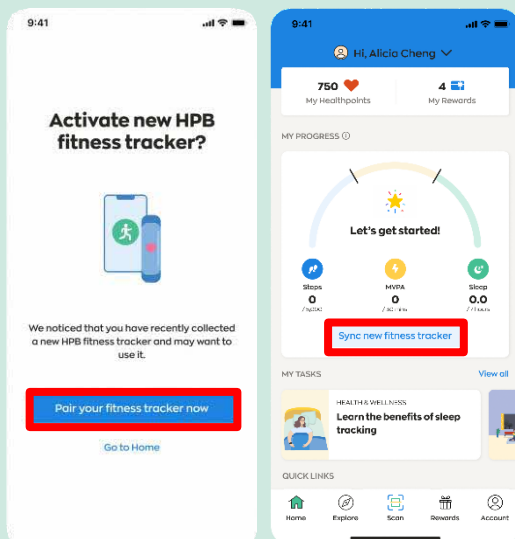 9:41
Activate new HPB
fitness tracker?
We noticed that you have recently collected
a new HPB fitness tracker and may want to
use it.
Pair your fitness tracker now
Go to Home
9:41
Hi, Alicia Cheng
750
My Healthpoints
4
My Rewards
MY PROGRESS
Let's get started!
Steps
0
/5,000
MVPA
0
Sleep
0.0
/7 hours
Sync new fitness tracker
MY TASKS
View all
HEALTH & WELLNESS
Learn the benefits of sleep
tracking
QUICK LINKS
Home
Explore
Scan
Rewards
Account